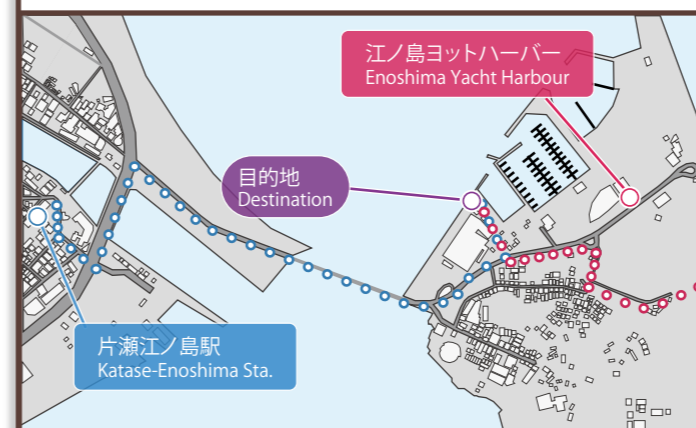 江ノ島ヨットハーバー
Enoshima Yacht Harbour
目的地
Destination
片瀬江ノ島駅
Katase-Enoshima Sta.